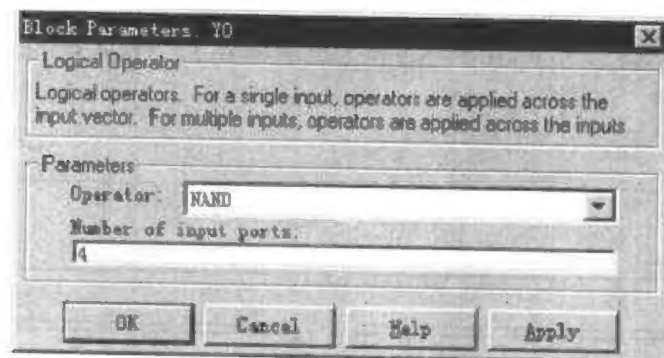 Block Parameters: Y0
Logical Operator
Logical operators. For a single input, operators are applied across the
input vector. For multiple inputs, operators are applied across the inputs
Parameters
Operator: NAND
Number of input ports:
4
OK Cancel Help Apply